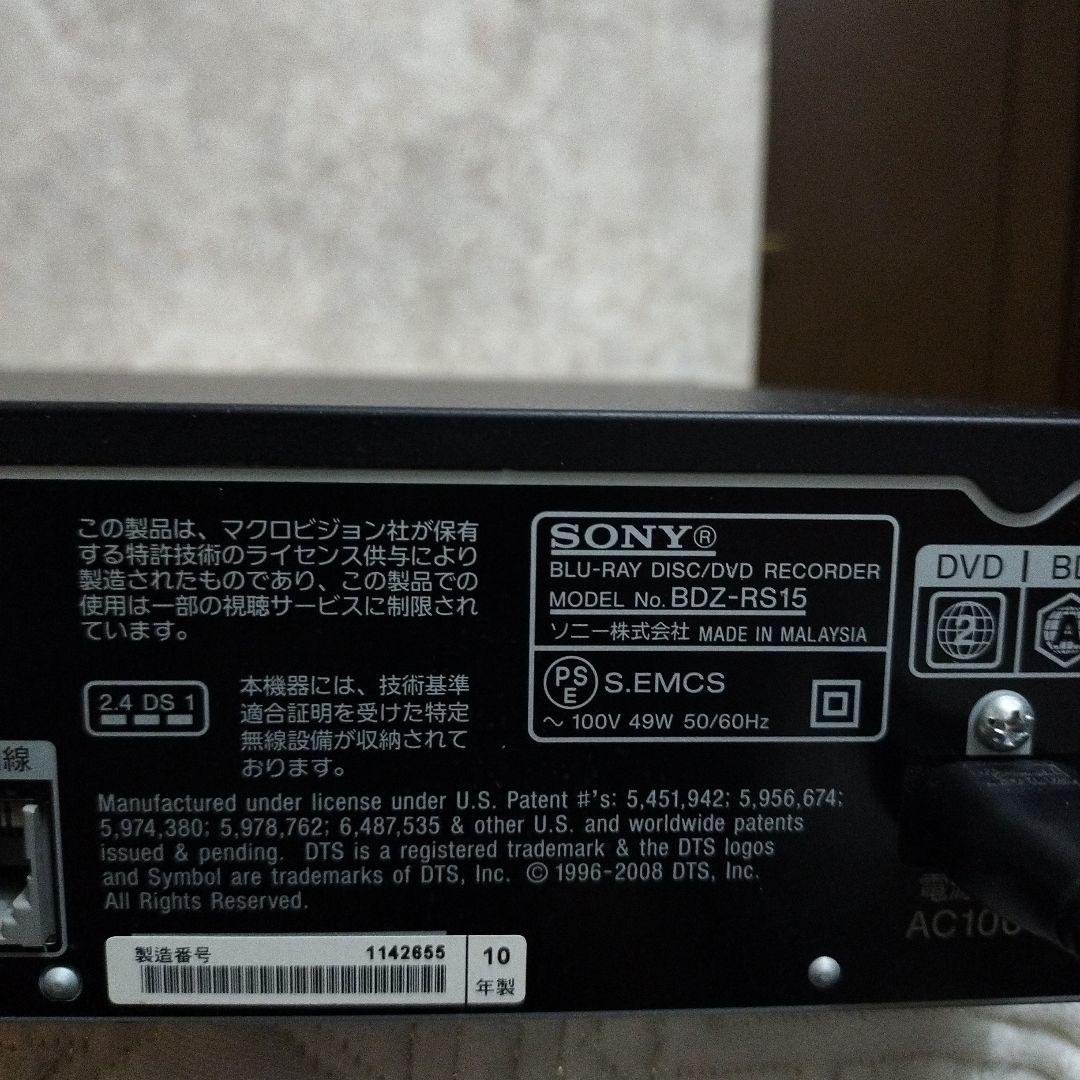 この製品は、マクロビジョン社が保有
する特許技術のライセンス供与により
製造されたものであり、この製品での
使用は一部の視聴サービスに制限され
ています。
2.4 DS 1
本機器には、技術基準
適合証明を受けた特定
無線設備が収納されて
おります。
線
SONY®
BLU-RAY DISC/DVD RECORDER
MODEL No. BDZ-RS15
ソニー株式会社 MADE IN MALAYSIA
PS
E
S.EMCS
～ 100V 49W 50/60Hz
DVD | BD
2
A
Manufactured under license under U.S. Patent #'s: 5,451,942; 5,956,674;
5,974,380; 5,978,762; 6,487,535 & other U.S. and worldwide patents
issued & pending. DTS is a registered trademark & the DTS logos
and Symbol are trademarks of DTS, Inc. © 1996-2008 DTS, Inc.
All Rights Reserved.
製造番号 1142655
10
年製
電源
AC100